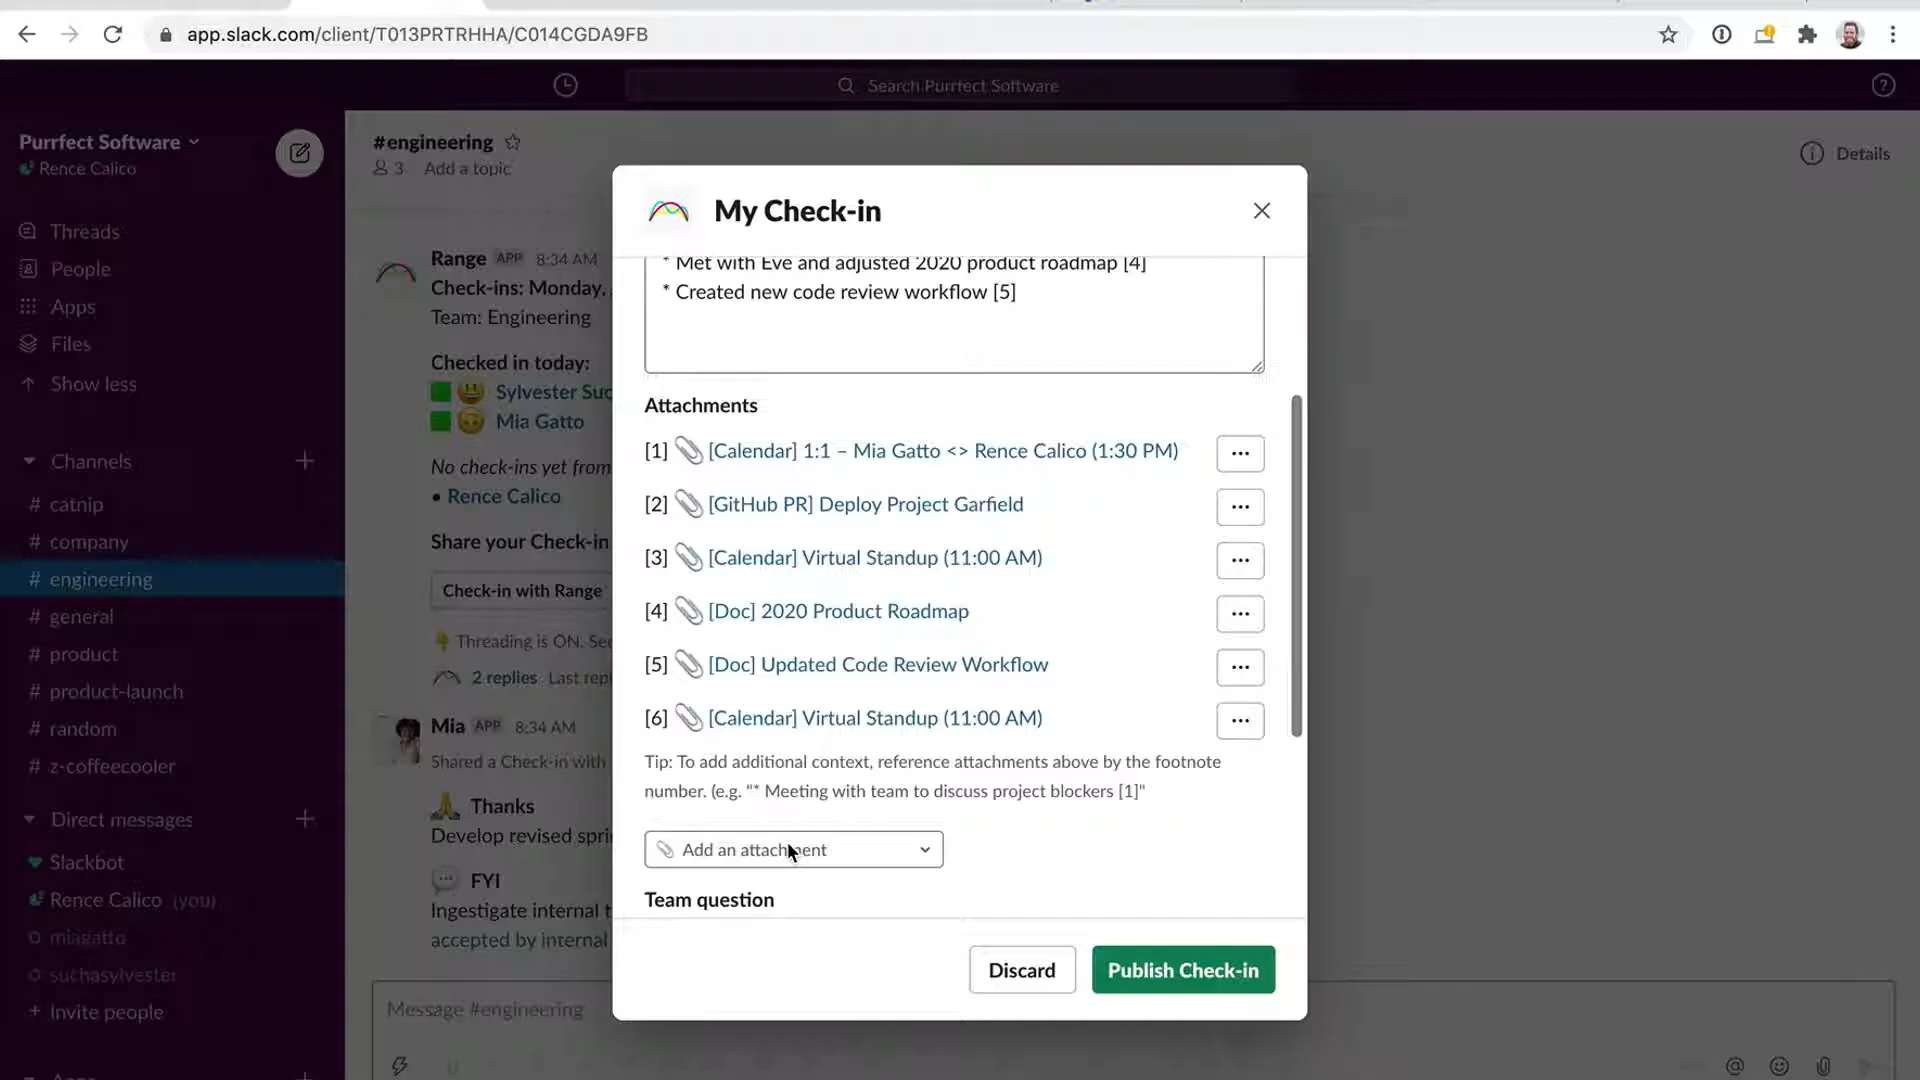 app.slack.com/client/T013PRTRHHA/C014CGDA9FB
Search Purrfect Software
Purrfect Software
Rence Calico
Threads
People
Apps
Files
Show less
Channels
# catnip
# company
# engineering
# general
# product
# product-launch
# random
# z-coffeecooler
Direct messages
Slackbot
Rence Calico (you)
miagatto
suchasylvester
+ Invite people
Apps
#engineering
3 Add a topic
Details
Range APP 8:34 AM
Check-ins: Monday,
Team: Engineering
Checked in today:
Sylvester Suc
Mia Gatto
No check-ins yet from
• Rence Calico
Share your Check-in
Check-in with Range
Threading is ON. See
2 replies Last repl
Mia APP 8:34 AM
Shared a Check-in with
Thanks
Develop revised spri
FYI
Ingestigate internal t
accepted by internal
Message #engineering
My Check-in
* Met with Eve and adjusted 2020 product roadmap [4]
* Created new code review workflow [5]
Attachments
[1] [Calendar] 1:1 – Mia Gatto <> Rence Calico (1:30 PM)
[2] [GitHub PR] Deploy Project Garfield
[3] [Calendar] Virtual Standup (11:00 AM)
[4] [Doc] 2020 Product Roadmap
[5] [Doc] Updated Code Review Workflow
[6] [Calendar] Virtual Standup (11:00 AM)
Tip: To add additional context, reference attachments above by the footnote
number. (e.g. "* Meeting with team to discuss project blockers [1]"
Add an attachment
Team question
Discard
Publish Check-in